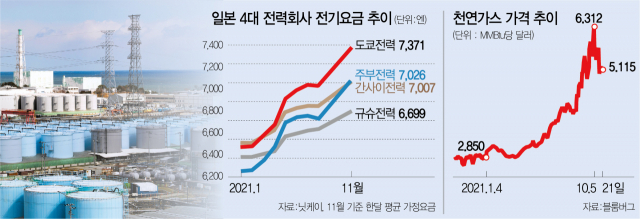 일본 4대 전력회사 전기요금 추이 (단위:엔)
7,400
7,200
7,000
6,800
6,600
6,400
6,200
도쿄전력 7,371
주부전력 7,026
간사이전력 7,007
규슈전력 6,699
2021.1
11월
자료:닛케이, 11월 기준 한달 평균 가정요금
천연가스 가격 추이
(단위 : MMBtu당 달러)
6,312
5,115
2,850
2021.1.4
10.5
21일
자료:블룸버그